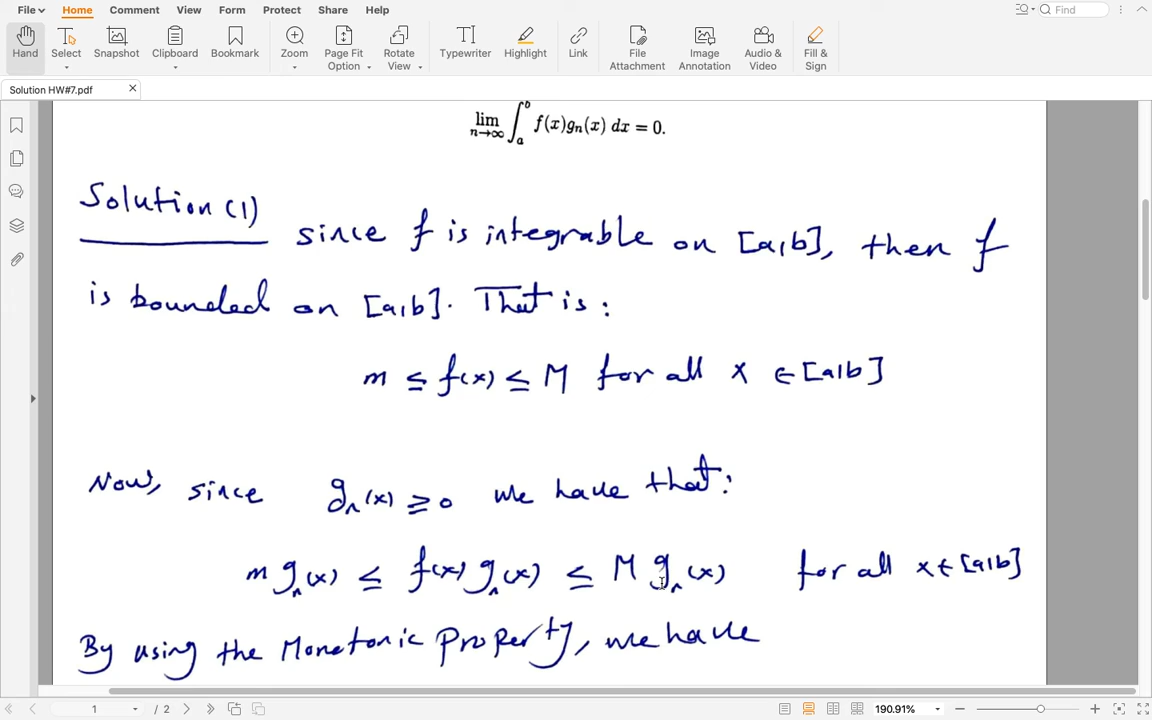 File Home Comment View Form Protect Share Help Find
Hand Select Snapshot Clipboard Bookmark Zoom Page Fit Option Rotate View Typewriter Highlight Link File Attachment Image Annotation Audio & Video Fill & Sign
Solution HW#7.pdf
lim n→∞ ∫_a^b f(x)g_n(x) dx = 0.
Solution (1) since f is integrable on [a,b], then f
is bounded on [a,b]. That is:
m ≤ f(x) ≤ M for all x ∈ [a,b]
Now, since g_n(x) ≥ 0 we have that:
m g_n(x) ≤ f(x) g_n(x) ≤ M g_n(x) for all x ∈ [a,b]
By using the Monotonic Property, we have
1 / 2 190.91%